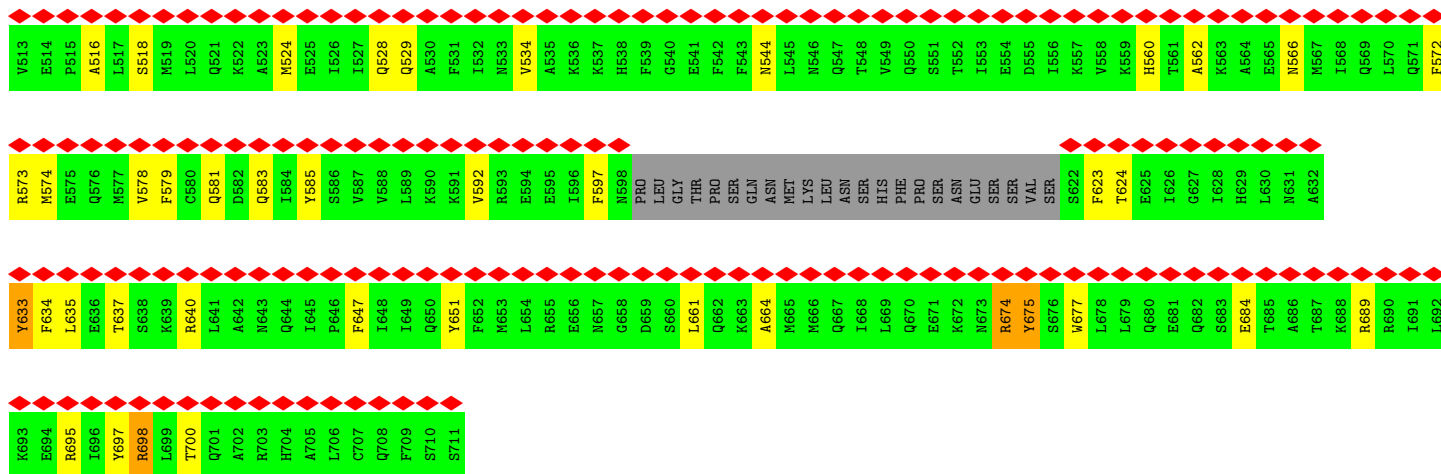 V513 E514 P515 A516 L517 S518 M519 L520 Q521 K522 A523 M524 E525 I526 I527 Q528 Q529 A530 F531 I532 N533 V534 A535 K536 K537 H538 F539 G540 E541 F542 F543 N544 L545 N546 Q547 T548 V549 Q550 S551 T552 I553 E554 D555 I556 K557 V558 K559 H560 T561 A562 K563 A564 E565 N566 M567 I568 Q569 L570 Q571 F572
R573 M574 E575 Q576 M577 V578 F579 C580 Q581 D582 Q583 I584 Y585 S586 V587 V588 L589 K590 K591 V592 R593 E594 E595 I596 F597 N598 PRO LEU GLY THR PRO SER GLN ASN MET LYS LEU ASN SER HIS PHE PRO SER ASN GLU SER SER VAL SER S622 F623 T624 E625 I626 G627 I628 H629 L630 N631 A632
Y633 F634 L635 E636 T637 S638 K639 R640 L641 A642 N643 Q644 I645 P646 F647 I648 I649 Q650 Y651 F652 M653 L654 R655 E656 N657 G658 D659 S660 L661 Q662 K663 A664 M665 M666 Q667 I668 L669 Q670 E671 K672 N673 R674 Y675 S676 W677 L678 L679 Q680 E681 Q682 S683 E684 T685 A686 T687 K688 R689 R690 I691 L692
K693 E694 R695 I696 Y697 R698 L699 T700 Q701 A702 R703 H704 A705 L706 C707 Q708 F709 S710 S711